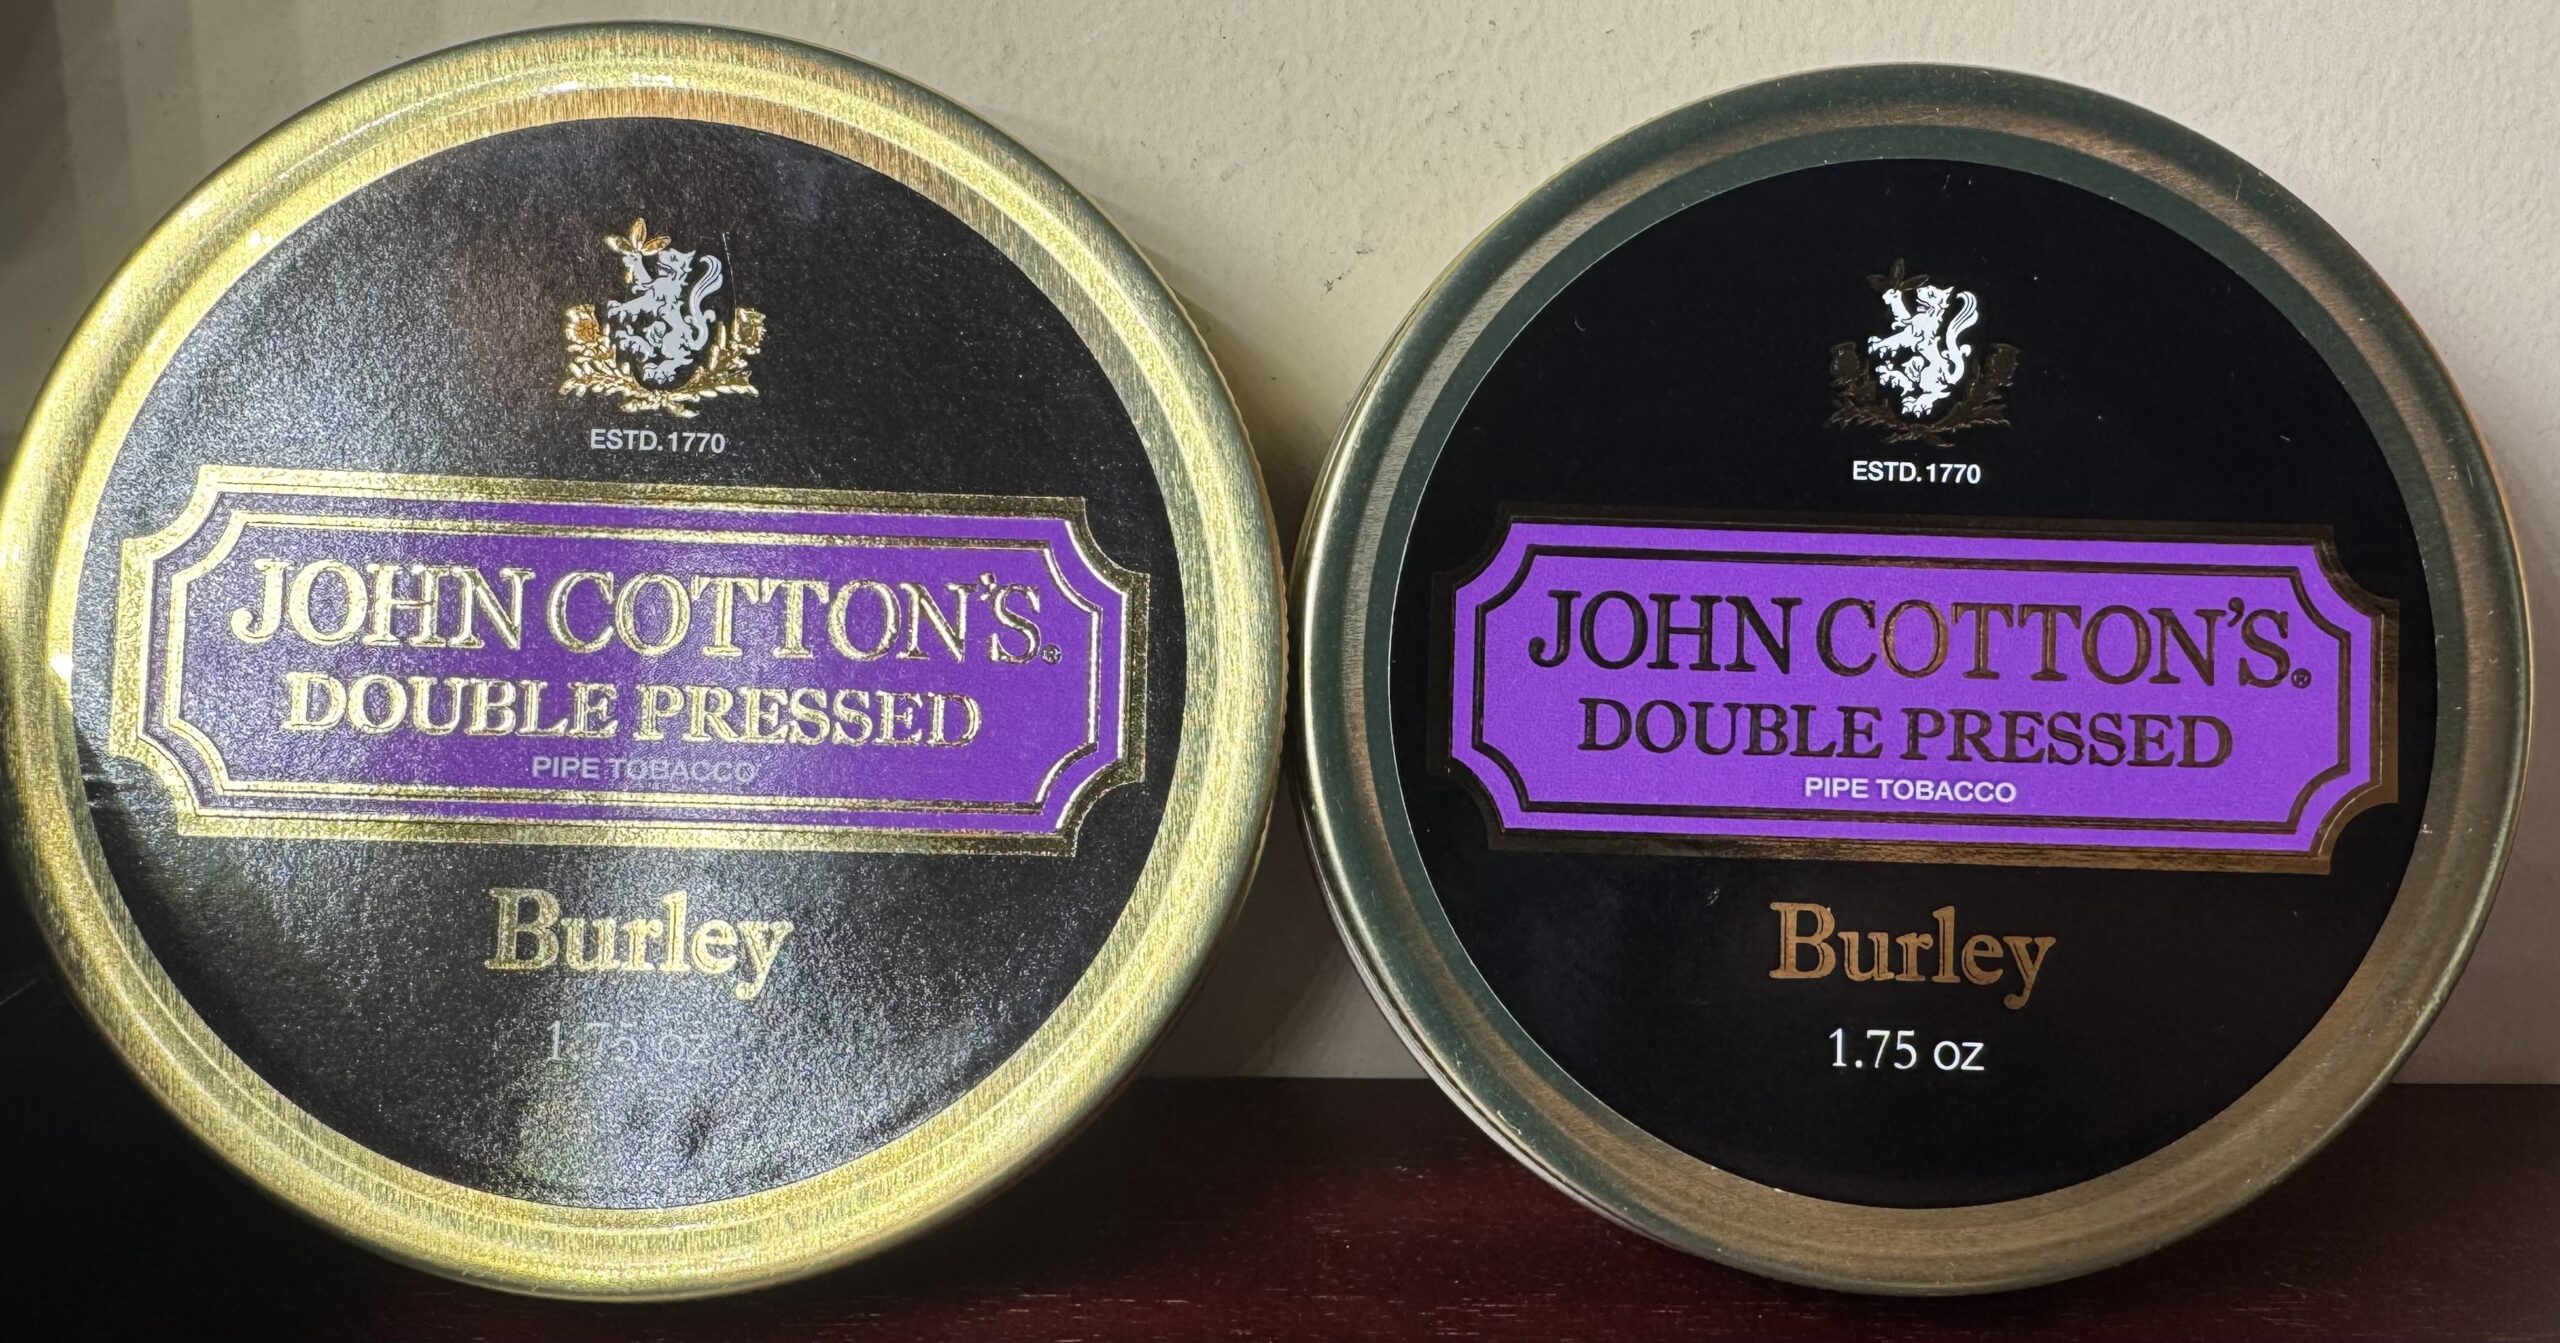 ESTD. 1770
JOHN COTTON'S®
DOUBLE PRESSED
PIPE TOBACCO
Burley
1.75 oz
ESTD. 1770
JOHN COTTON'S®
DOUBLE PRESSED
PIPE TOBACCO
Burley
1.75 oz